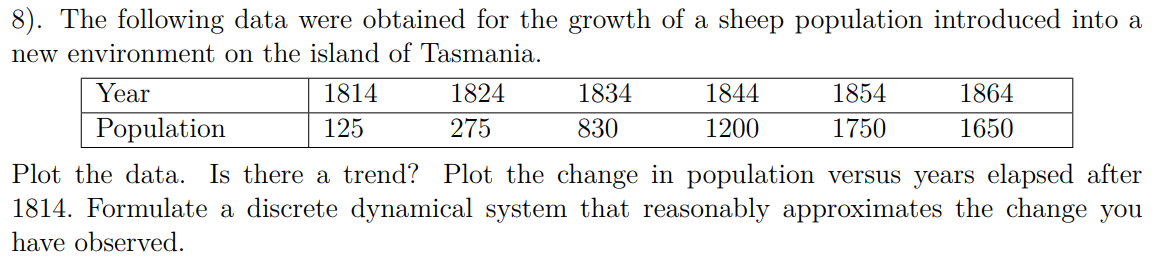 8). The following data were obtained for the growth of a sheep population introduced into a
new environment on the island of Tasmania.
Year 1814 1824 1834 1844 1854 1864
Population 125 275 830 1200 1750 1650
Plot the data. Is there a trend? Plot the change in population versus years elapsed after
1814. Formulate a discrete dynamical system that reasonably approximates the change you
have observed.